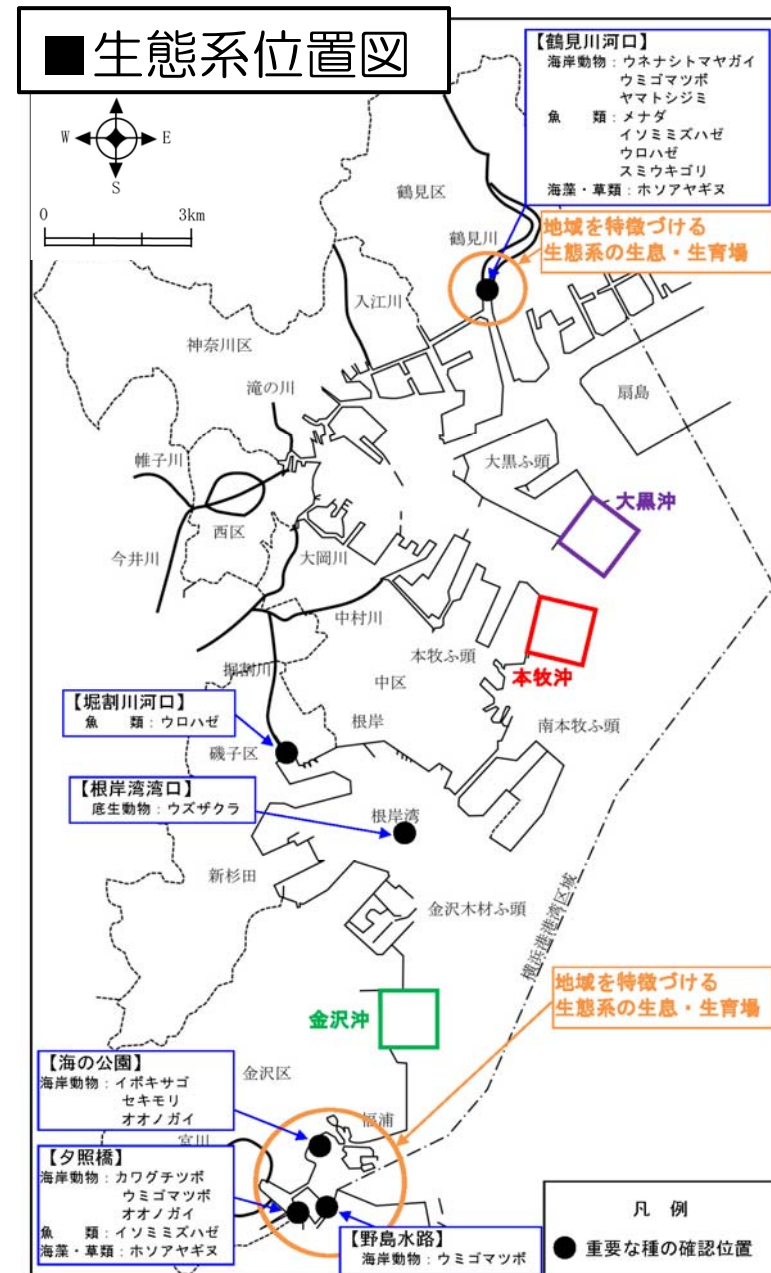 ■生態系位置図
【鶴見川河口】
海岸動物：ウネナシトマヤガイ
ウミゴマツボ
ヤマトシジミ
魚　類：メナダ
イソミミズハゼ
ウロハゼ
スミウキゴリ
海藻・草類：ホソアヤギヌ
W
E
S
0
3km
鶴見区
鶴見川
地域を特徴づける
生態系の生息・生育場
入江川
神奈川区
扇島
滝の川
大黒ふ頭
帷子川
大黒沖
西区
大岡川
今井川
中村川
本牧ふ頭
掘割川
中区
本牧沖
【堀割川河口】
魚　類：ウロハゼ
根岸
南本牧ふ頭
磯子区
【根岸湾湾口】
底生動物：ウズザクラ
根岸湾
新杉田
金沢木材ふ頭
横浜港港湾区域
地域を特徴づける
生態系の生息・生育場
金沢沖
【海の公園】
海岸動物：イボキサゴ
セキモリ
オオノガイ
金沢区
福浦
宮川
【夕照橋】
海岸動物：カワグチツボ
ウミゴマツボ
オオノガイ
魚　類：イソミミズハゼ
海藻・草類：ホソアヤギヌ
【野島水路】
海岸動物：ウミゴマツボ
凡 例
● 重要な種の確認位置